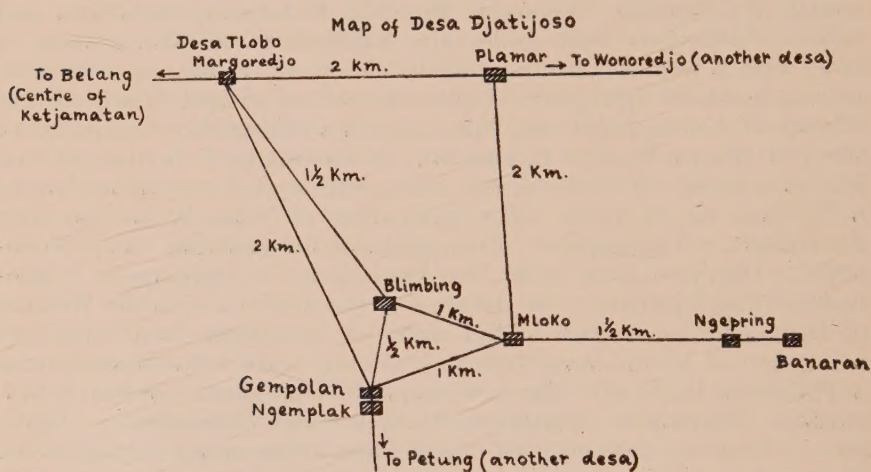 Map of Desa Djatijoso
Desa Tlobo
Margoredjo
Plamar
To Belang
(Centre of
Ketjamatan)
←
2 Km.
→ To Wonoredjo (another desa)
1½ Km.
2 Km.
2 Km.
Blimbing
1 Km.
Mloko
1½ Km.
Ngepring
½ Km.
1 Km.
Banaran
Gempolan
Ngemplak
↓
To Petung (another desa)